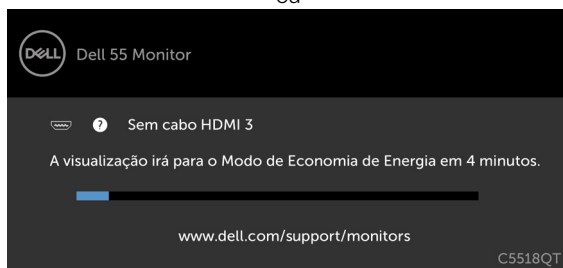 ou
DELL Dell 55 Monitor
? Sem cabo HDMI 3
A visualização irá para o Modo de Economia de Energia em 4 minutos.
www.dell.com/support/monitors
C5518QT